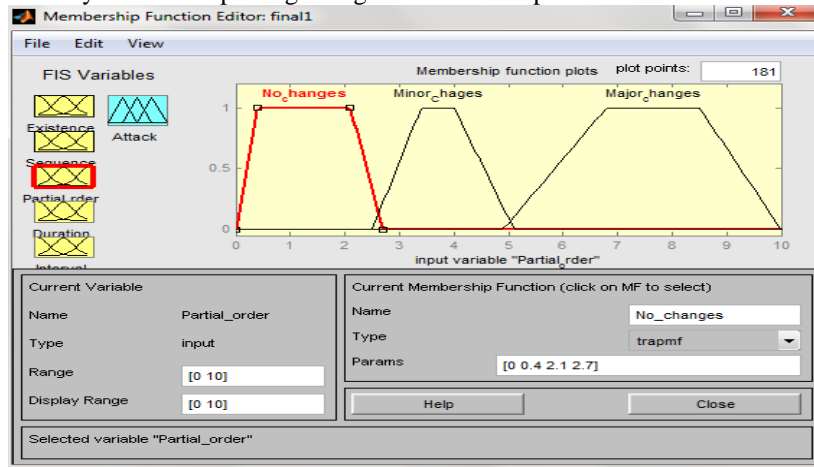 Membership Function Editor: final1
File Edit View
FIS Variables
Existence
Sequence
Partial_rder
Duration
Interval
Attack
Membership function plots
plot points:
181
No_changes
Minor_chages
Major_changes
1
0.5
0
0 1 2 3 4 5 6 7 8 9 10
input variable "Partial_rder"
Current Variable
Name Partial_order
Type input
Range [0 10]
Display Range [0 10]
Current Membership Function (click on MF to select)
Name No_changes
Type trapmf
Params [0 0.4 2.1 2.7]
Help Close
Selected variable "Partial_order"